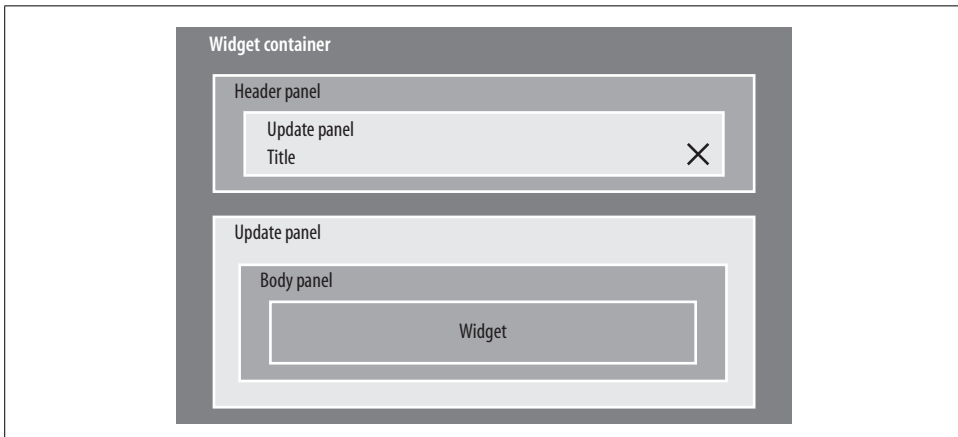 Widget container
Header panel
Update panel
Title
Update panel
Body panel
Widget